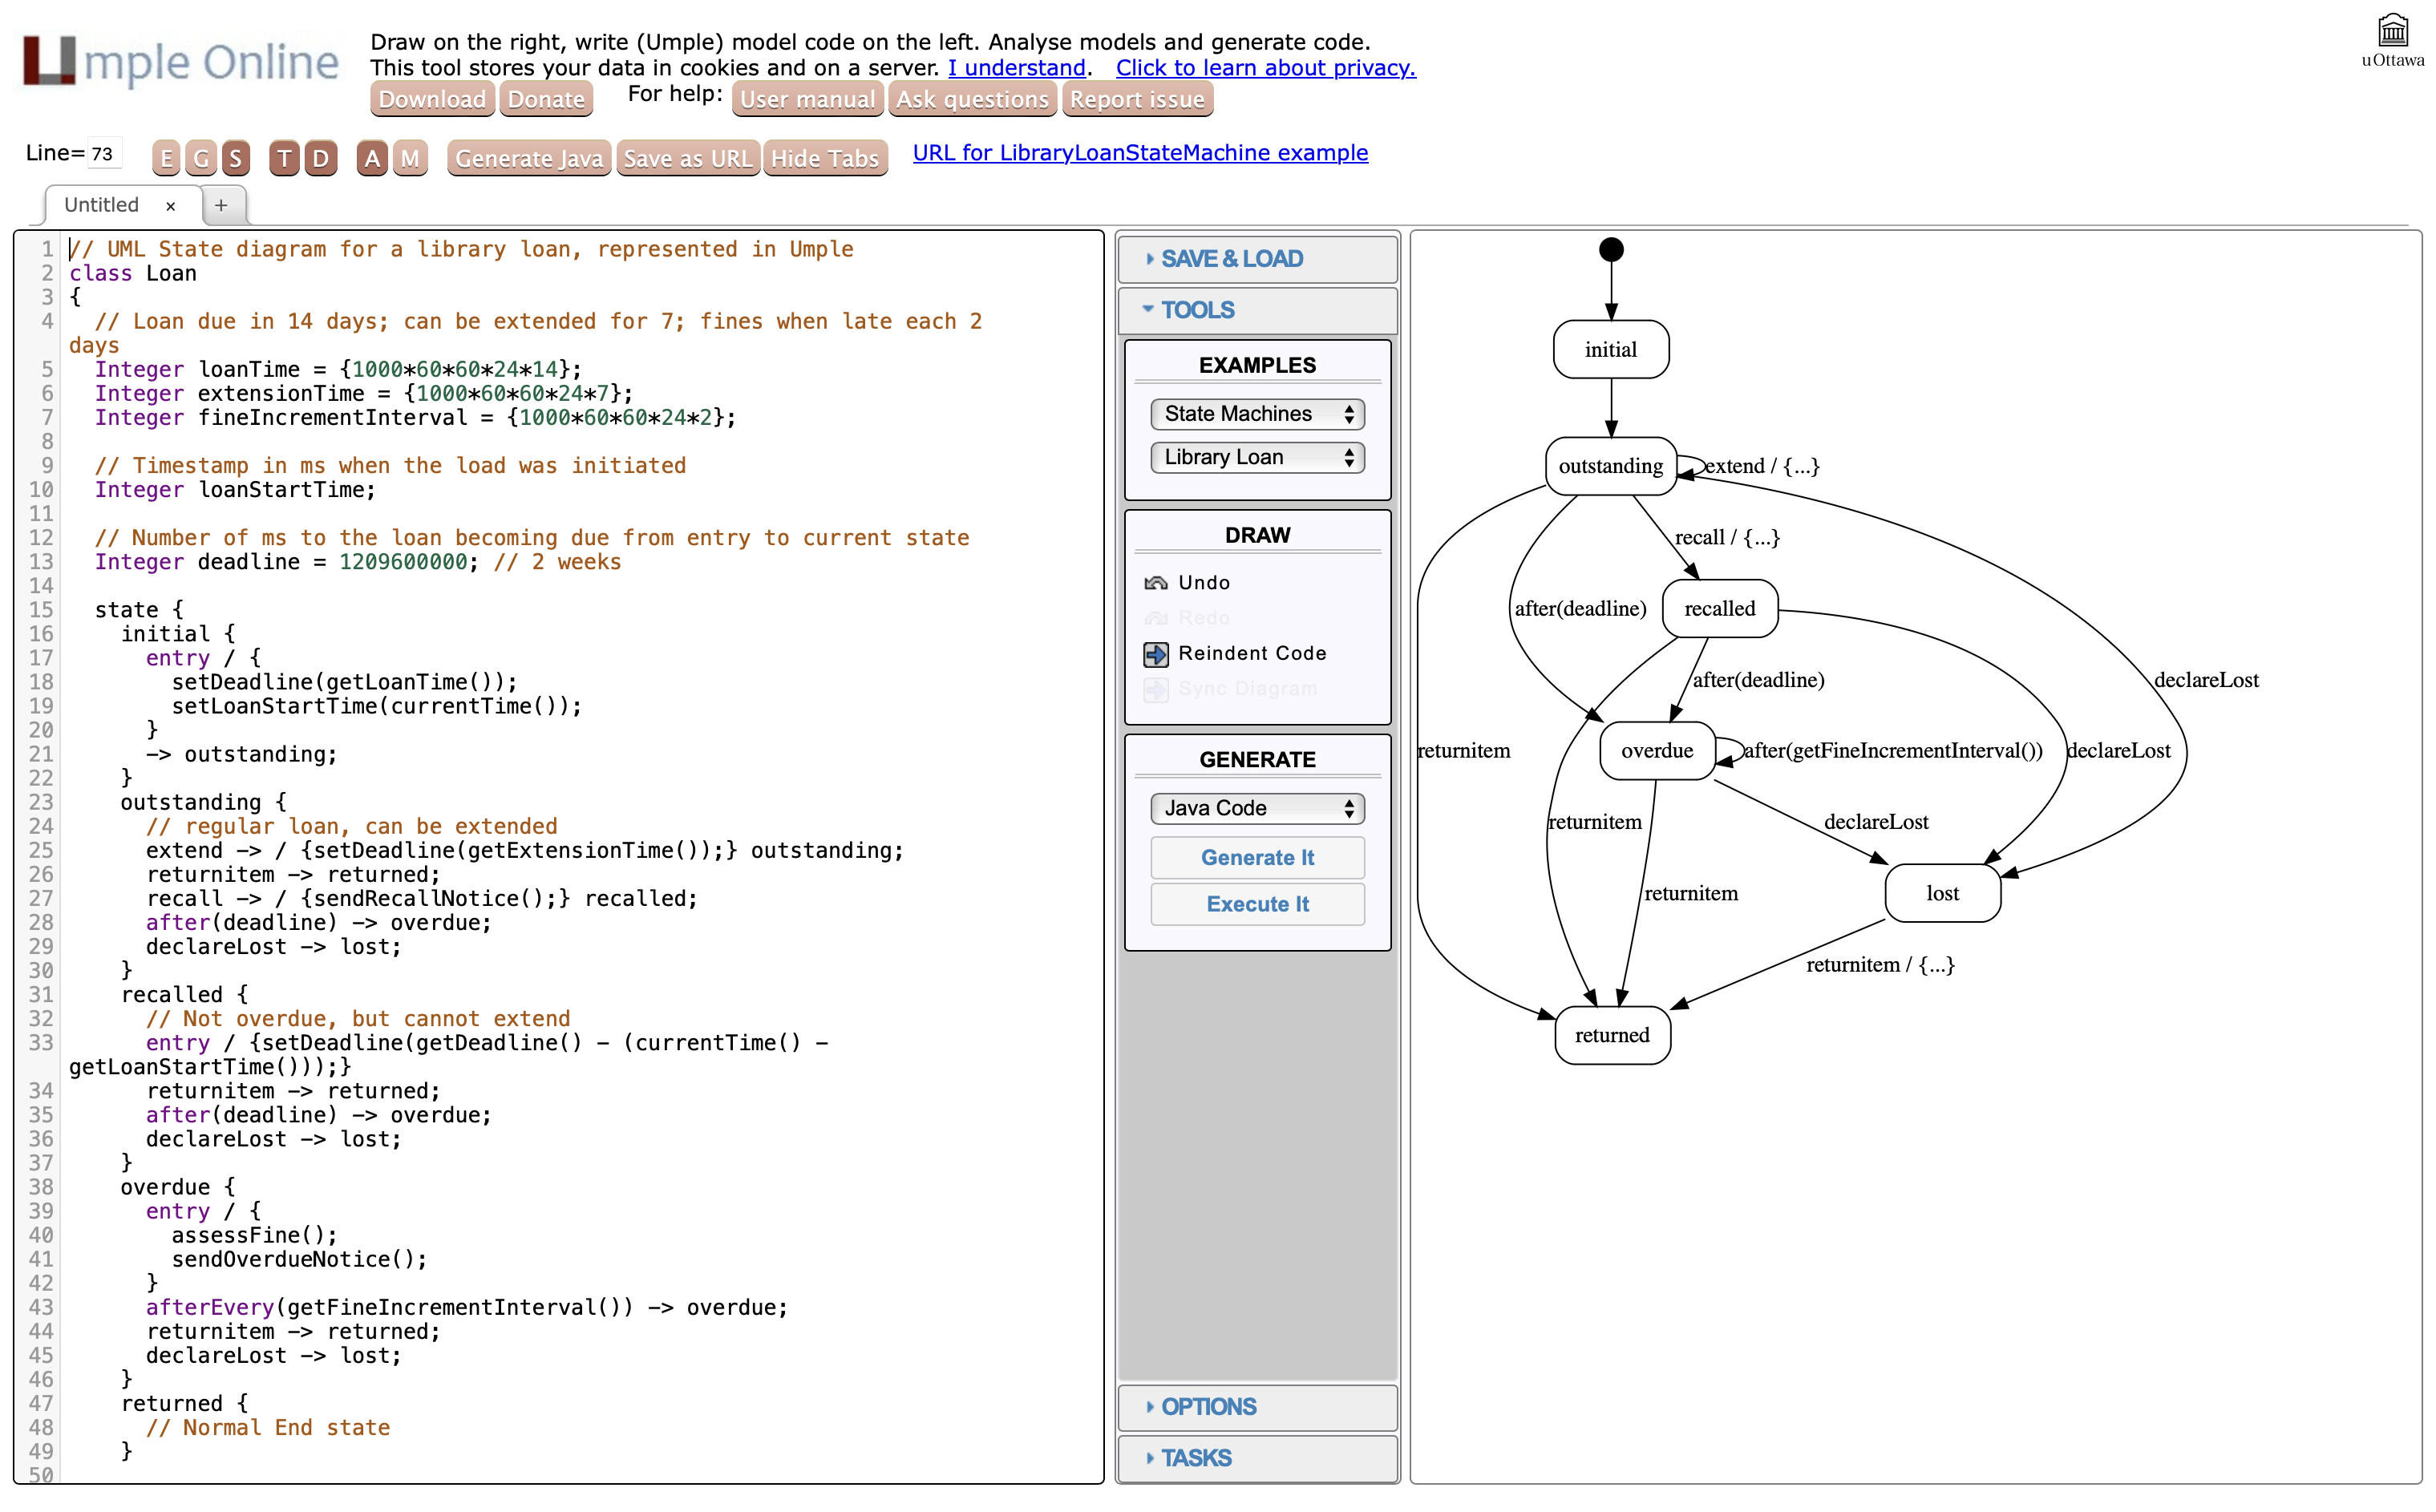 Umple Online
Draw on the right, write (Umple) model code on the left. Analyse models and generate code.
This tool stores your data in cookies and on a server. I understand. Click to learn about privacy.
Download Donate For help: User manual Ask questions Report issue
uOttawa
Line= 73 E G S T D A M Generate Java Save as URL Hide Tabs URL for LibraryLoanStateMachine example
Untitled × +
1 // UML State diagram for a library loan, represented in Umple
2 class Loan
3 {
4 // Loan due in 14 days; can be extended for 7; fines when late each 2
days
5 Integer loanTime = {1000*60*60*24*14};
6 Integer extensionTime = {1000*60*60*24*7};
7 Integer fineIncrementInterval = {1000*60*60*24*2};
8
9 // Timestamp in ms when the load was initiated
10 Integer loanStartTime;
11
12 // Number of ms to the loan becoming due from entry to current state
13 Integer deadline = 1209600000; // 2 weeks
14
15 state {
16 initial {
17 entry / {
18 setDeadline(getLoanTime());
19 setLoanStartTime(currentTime());
20 }
21 -> outstanding;
22 }
23 outstanding {
24 // regular loan, can be extended
25 extend -> / {setDeadline(getExtensionTime());} outstanding;
26 returnitem -> returned;
27 recall -> / {sendRecallNotice();} recalled;
28 after(deadline) -> overdue;
29 declareLost -> lost;
30 }
31 recalled {
32 // Not overdue, but cannot extend
33 entry / {setDeadline(getDeadline() - (currentTime() -
getLoanStartTime()));}
34 returnitem -> returned;
35 after(deadline) -> overdue;
36 declareLost -> lost;
37 }
38 overdue {
39 entry / {
40 assessFine();
41 sendOverdueNotice();
42 }
43 afterEvery(getFineIncrementInterval()) -> overdue;
44 returnitem -> returned;
45 declareLost -> lost;
46 }
47 returned {
48 // Normal End state
49 }
50
SAVE & LOAD
TOOLS
EXAMPLES
State Machines
Library Loan
DRAW
Undo
Redo
Reindent Code
Sync Diagram
GENERATE
Java Code
Generate It
Execute It
OPTIONS
TASKS
initial
outstanding
extend / {...}
recall / {...}
after(deadline)
recalled
after(deadline)
declareLost
returnitem
overdue
after(getFineIncrementInterval())
declareLost
returnitem
declareLost
returnitem
lost
returnitem / {...}
returned